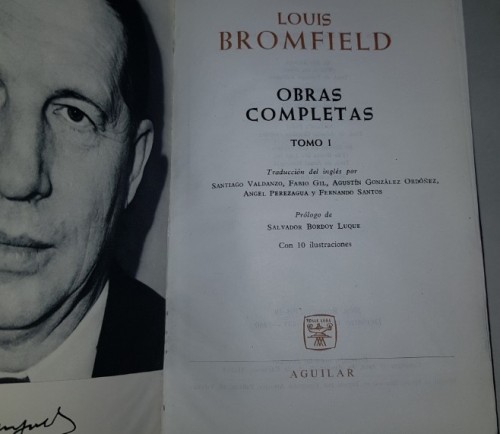 LOUIS
BROMFIELD
OBRAS
COMPLETAS
TOMO I
Traducción del inglés por
SANTIAGO VALDANZO, FABIO GIL, AGUSTÍN GONZÁLEZ ORDÓÑEZ,
ANGEL PEREZAGUA Y FERNANDO SANTOS
Prólogo de
SALVADOR BORDOY LUQUE
Con 10 ilustraciones
AGUILAR